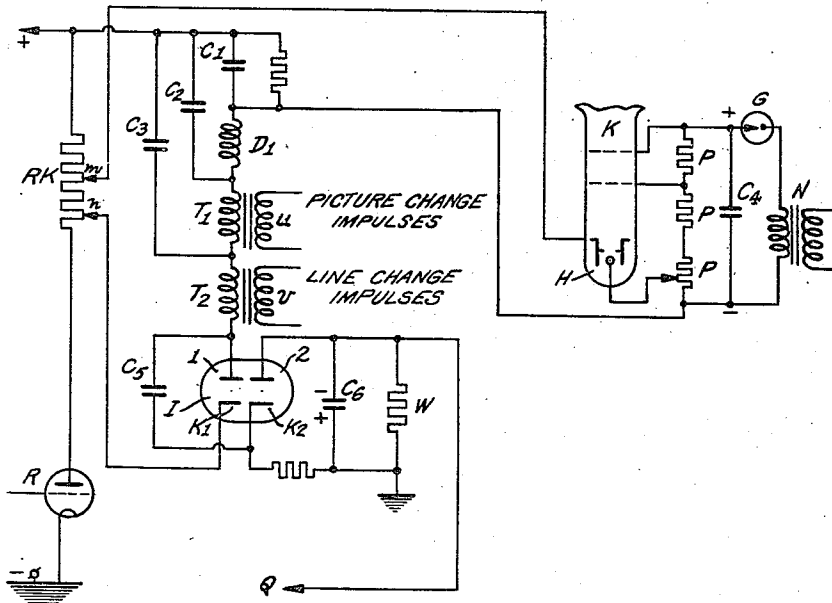 +
C1
C2
C3
D1
RK
m
n
T1
u
PICTURE CHANGE
IMPULSES
T2
v
LINE CHANGE
IMPULSES
C5
1
2
I
K1
K2
-
+
C6
W
R
-ø
Q
K
H
P
P
P
+
-
C4
G
N